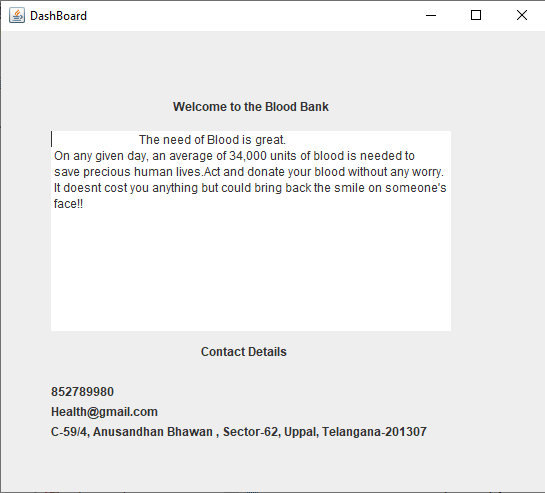 DashBoard
Welcome to the Blood Bank
The need of Blood is great.
On any given day, an average of 34,000 units of blood is needed to
save precious human lives.Act and donate your blood without any worry.
It doesnt cost you anything but could bring back the smile on someone's
face!!
Contact Details
852789980
Health@gmail.com
C-59/4, Anusandhan Bhawan , Sector-62, Uppal, Telangana-201307